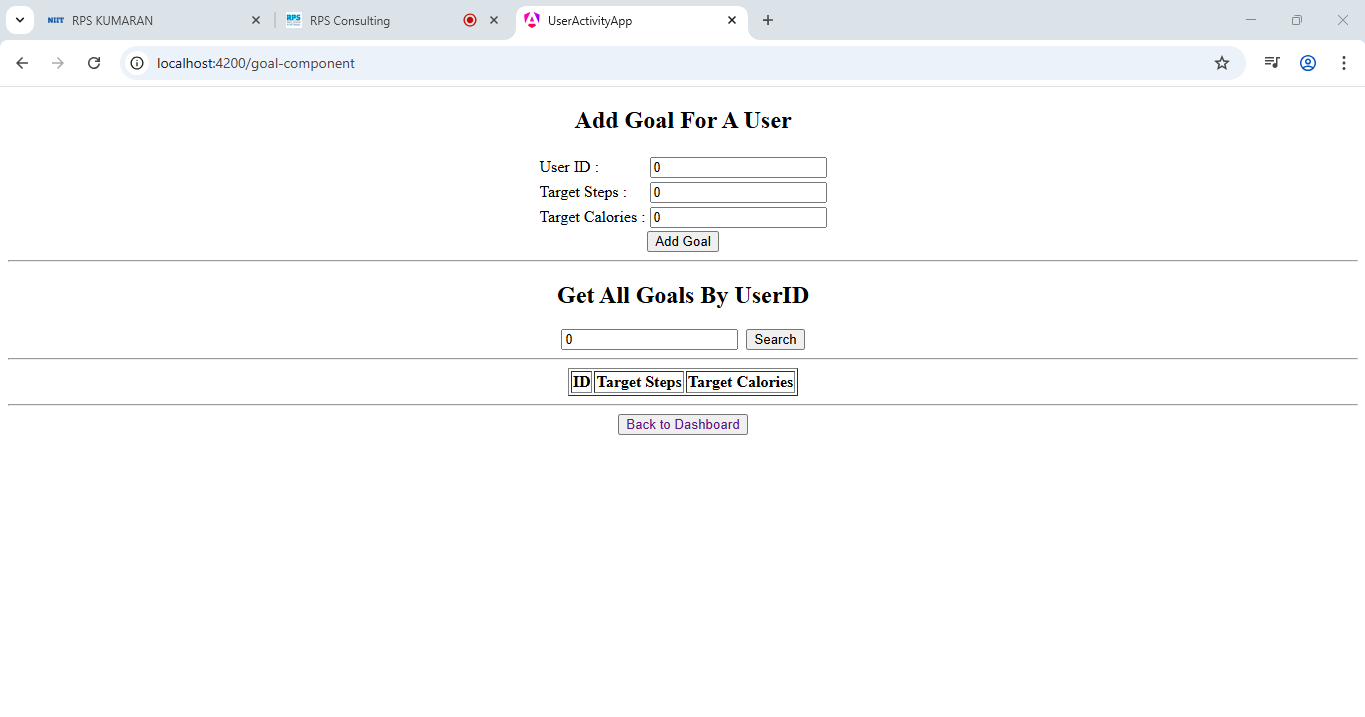 NIIT RPS KUMARAN
RPS RPS Consulting
UserActivityApp
localhost:4200/goal-component
Add Goal For A User
User ID : 0
Target Steps : 0
Target Calories : 0
Add Goal
Get All Goals By UserID
0 Search
ID Target Steps Target Calories
Back to Dashboard